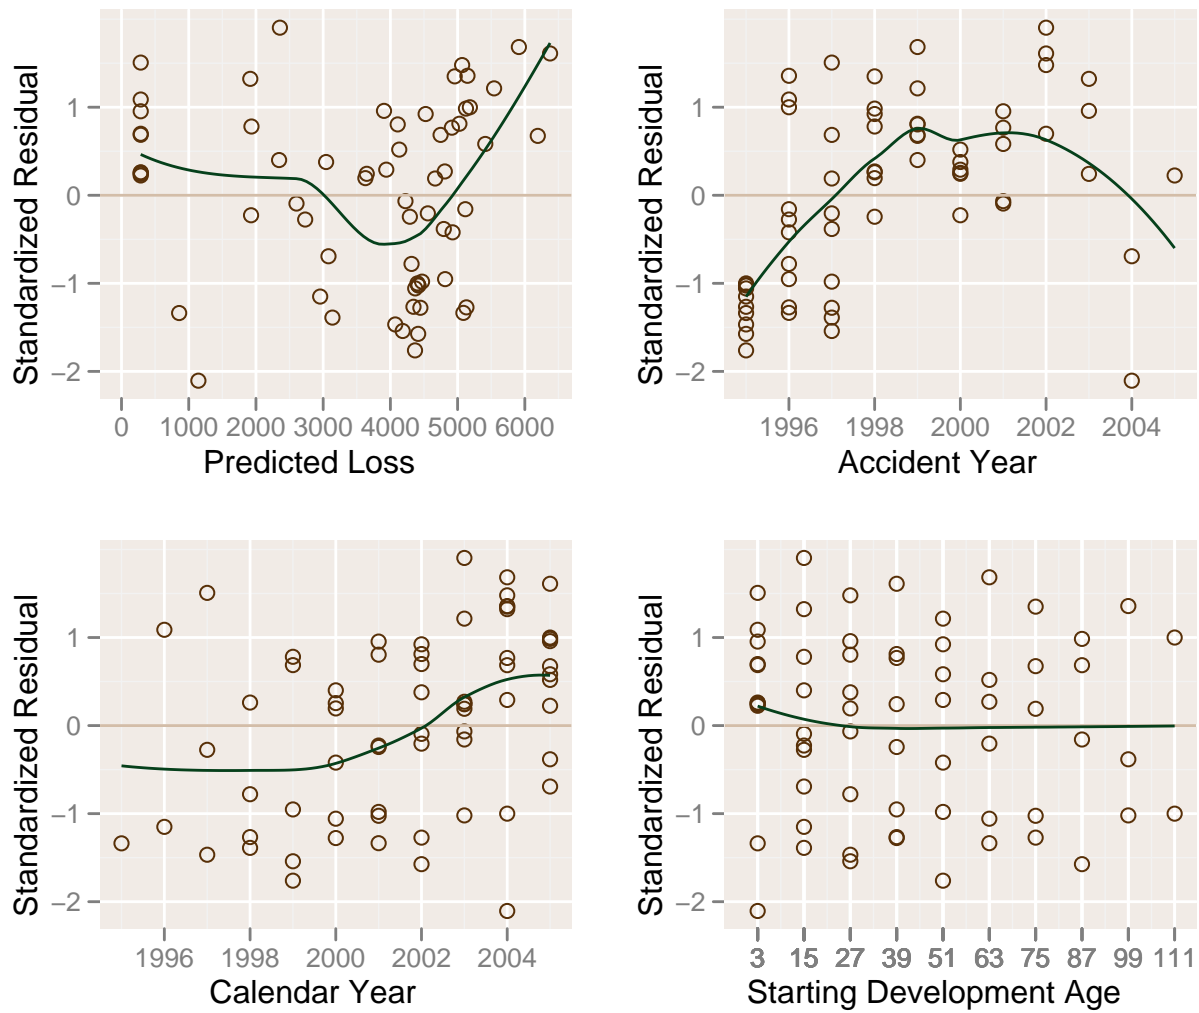 Standardized Residual
1
0
−1
−2
0 1000 2000 3000 4000 5000 6000
Predicted Loss
Standardized Residual
1
0
−1
−2
1996 1998 2000 2002 2004
Accident Year
Standardized Residual
1
0
−1
−2
1996 1998 2000 2002 2004
Calendar Year
Standardized Residual
1
0
−1
−2
3 15 27 39 51 63 75 87 99 111
Starting Development Age